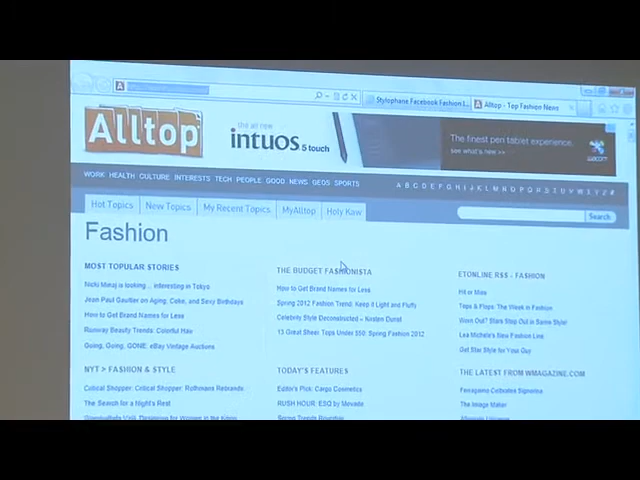 Stylophane Facebook Fashion I...
Alltop - Top Fashion News
Alltop
the all new
intuos 5 touch
The finest pen tablet experience.
see what is new >>
wacom
WORK HEALTH CULTURE INTERESTS TECH PEOPLE GOOD NEWS GEOS SPORTS
A B C D E F G H I J K L M N O P Q R S T U V W X Y Z #
Hot Topics
New Topics
My Recent Topics
MyAlltop
Holy Kaw
Search
Fashion
MOST POPULAR STORIES
Nicki Minaj is looking... interesting in Tokyo
Jean Paul Gaultier on Aging, Coke, and Sexy Birthdays
How to Get Brand Names for Less
Runway Beauty Trends: Colorful Hair
Going, Going, GONE: eBay Vintage Auctions
THE BUDGET FASHIONISTA
How to Get Brand Names for Less
Spring 2012 Fashion Trend: Keep it Light and Fluffy
Celebrity Style Deconstructed – Kirsten Dunst
13 Great Sheer Tops Under $50: Spring Fashion 2012
ETONLINE RSS - FASHION
Hit or Miss
Tops & Flops: The Week in Fashion
Worn Out? Stars Step Out in Same Style!
Lea Michele's New Fashion Line
Get Star Style for Your Guy
NYT > FASHION & STYLE
Critical Shopper: Critical Shopper: Rothmans Rebrands
The Search for a Night's Rest
TODAY'S FEATURES
Editor's Pick: Cargo Cosmetics
RUSH HOUR: ESQ by Movado
THE LATEST FROM WMAGAZINE.COM
Ferragamo Celebrates Signorina
The Image Maker